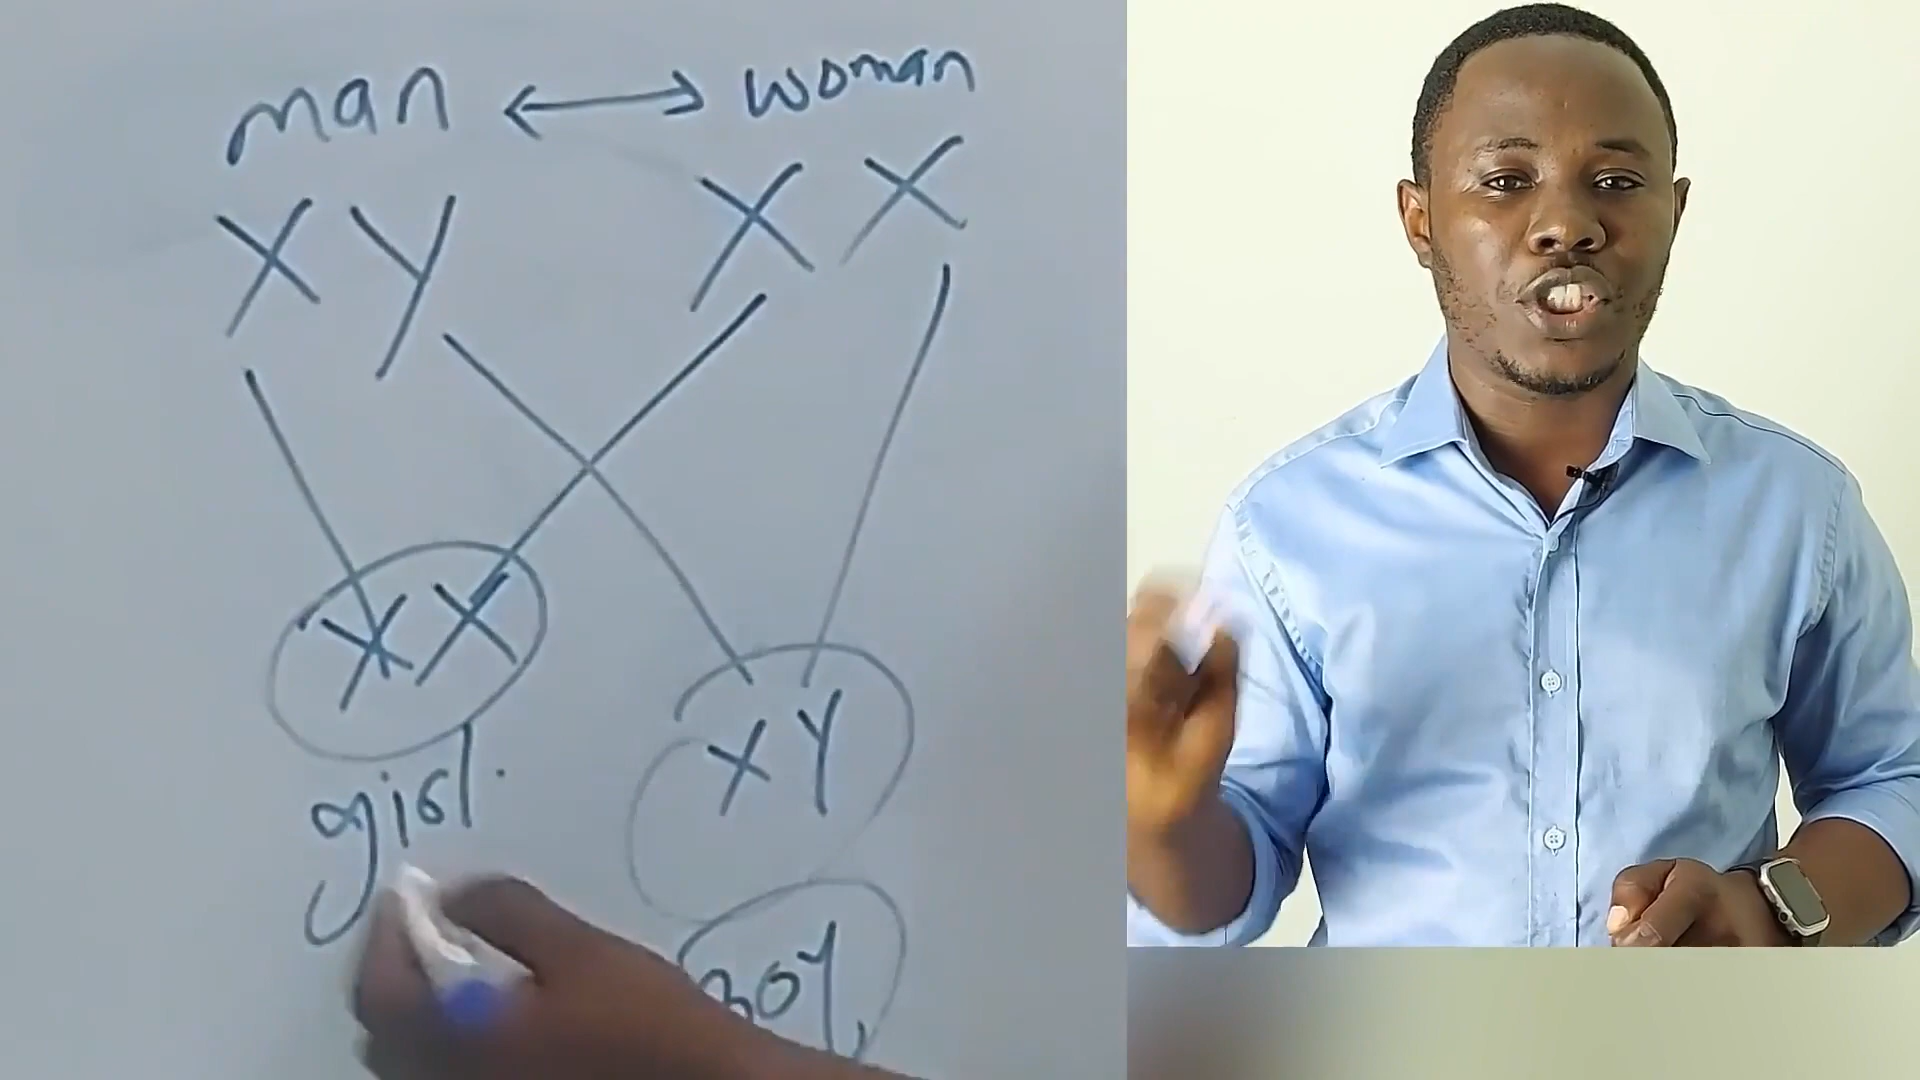 man ↔ woman
XY XX
XX
XY
girl.
BOY